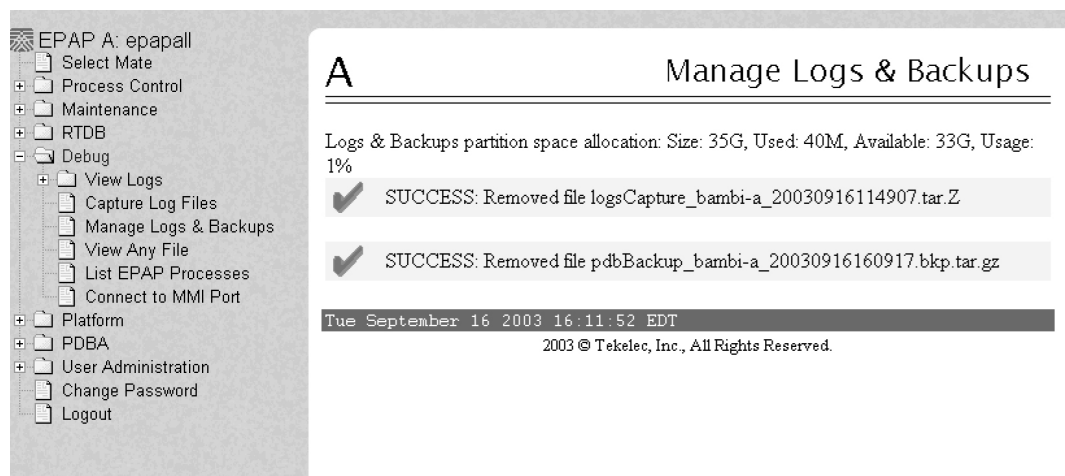 EPAP A: epapall
Select Mate
Process Control
Maintenance
RTDB
Debug
View Logs
Capture Log Files
Manage Logs & Backups
View Any File
List EPAP Processes
Connect to MMI Port
Platform
PDBA
User Administration
Change Password
Logout
A
Manage Logs & Backups
Logs & Backups partition space allocation: Size: 35G, Used: 40M, Available: 33G, Usage:
1%
SUCCESS: Removed file logsCapture_bambi-a_20030916114907.tar.Z
SUCCESS: Removed file pdbBackup_bambi-a_20030916160917.bkp.tar.gz
Tue September 16 2003 16:11:52 EDT
2003 © Tekelec, Inc., All Rights Reserved.